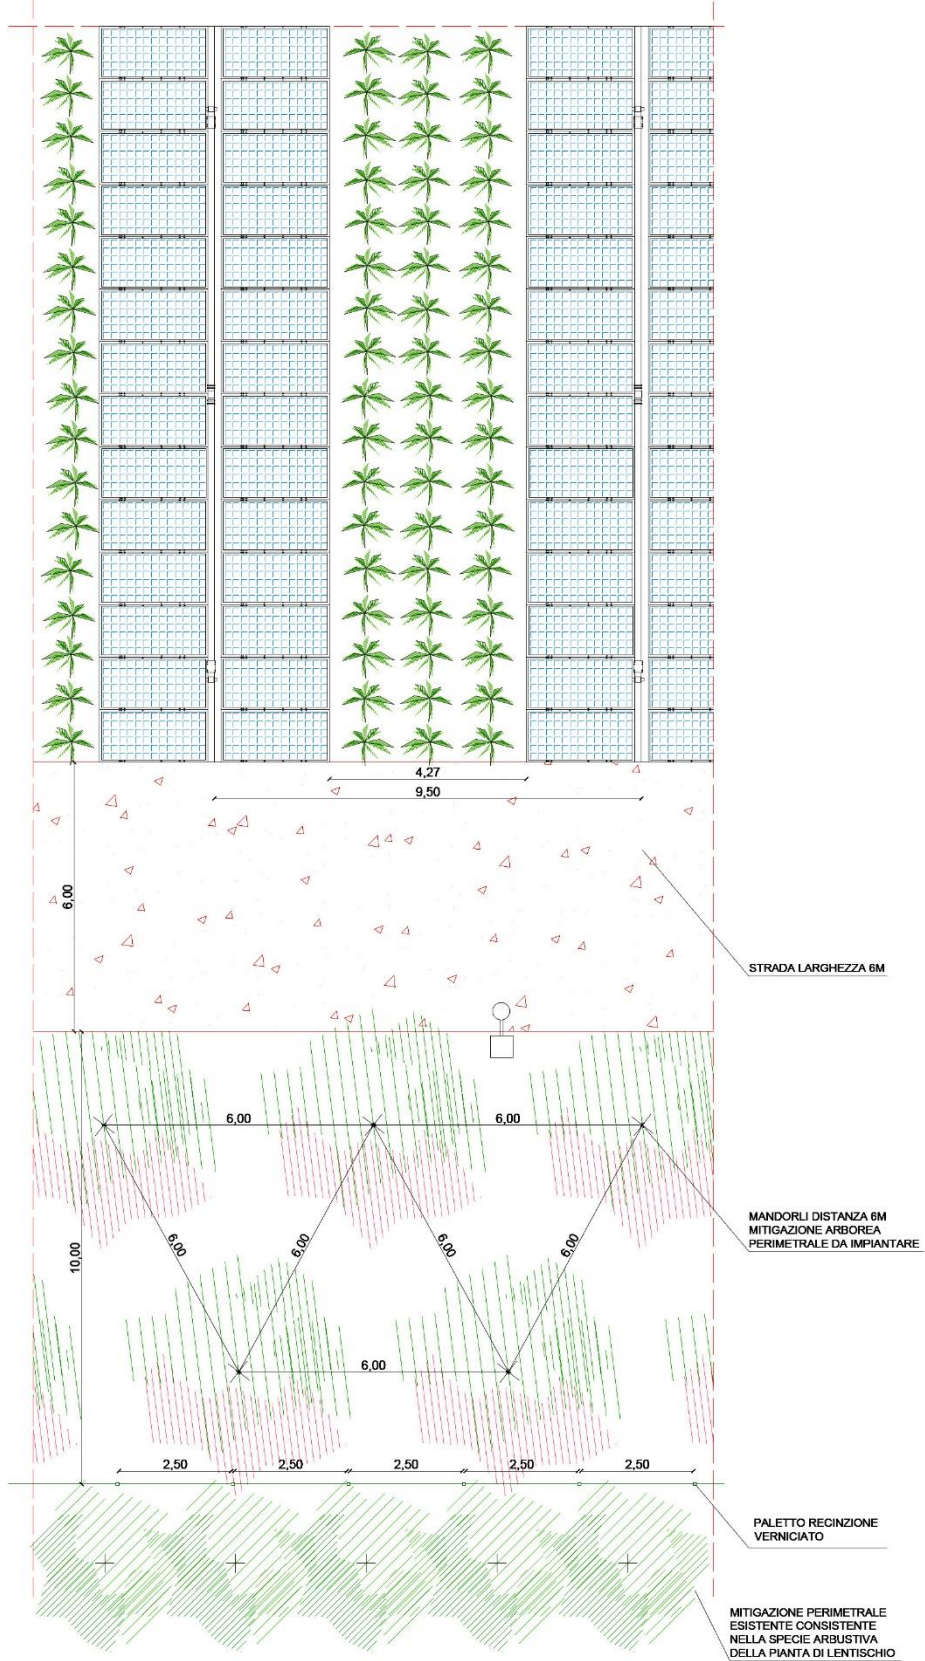 4,27
9,50
6,00
STRADA LARGHEZZA 6M
6,00
6,00
MANDORLI DISTANZA 6M
MITIGAZIONE ARBOREA
PERIMETRALE DA IMPIANTARE
6,00
6,00
6,00
6,00
10,00
6,00
2,50
2,50
2,50
2,50
2,50
PALETTO RECINZIONE
VERNICIATO
MITIGAZIONE PERIMETRALE
ESISTENTE CONSISTENTE
NELLA SPECIE ARBUSTIVA
DELLA PIANTA DI LENTISCHIO